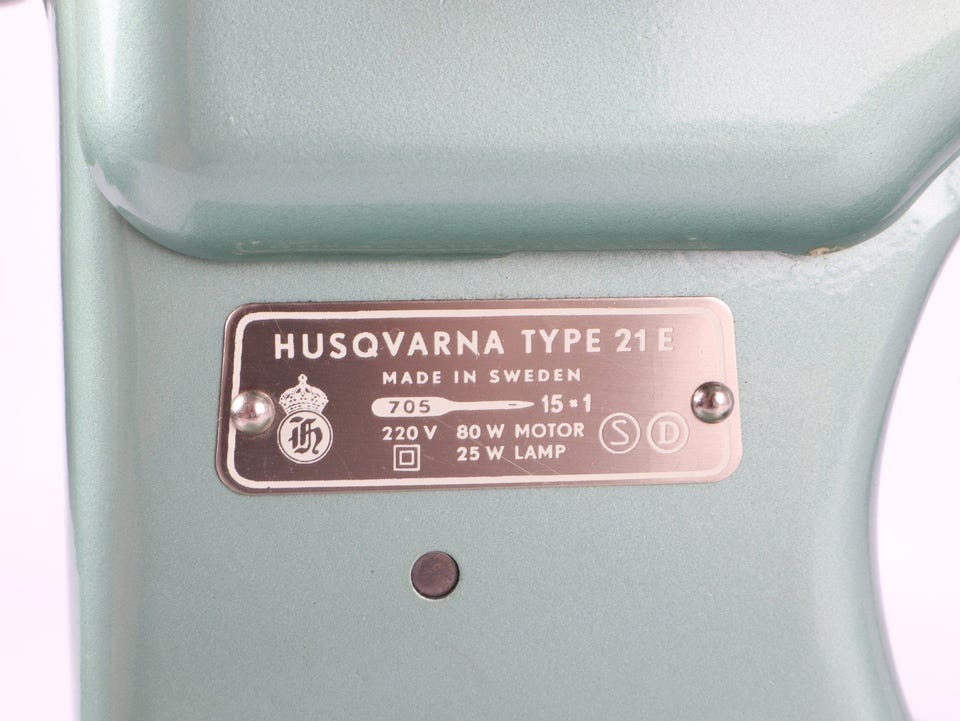 HUSQVARNA TYPE 21 E
MADE IN SWEDEN
705 15×1
220 V 80 W MOTOR S D
25 W LAMP
H